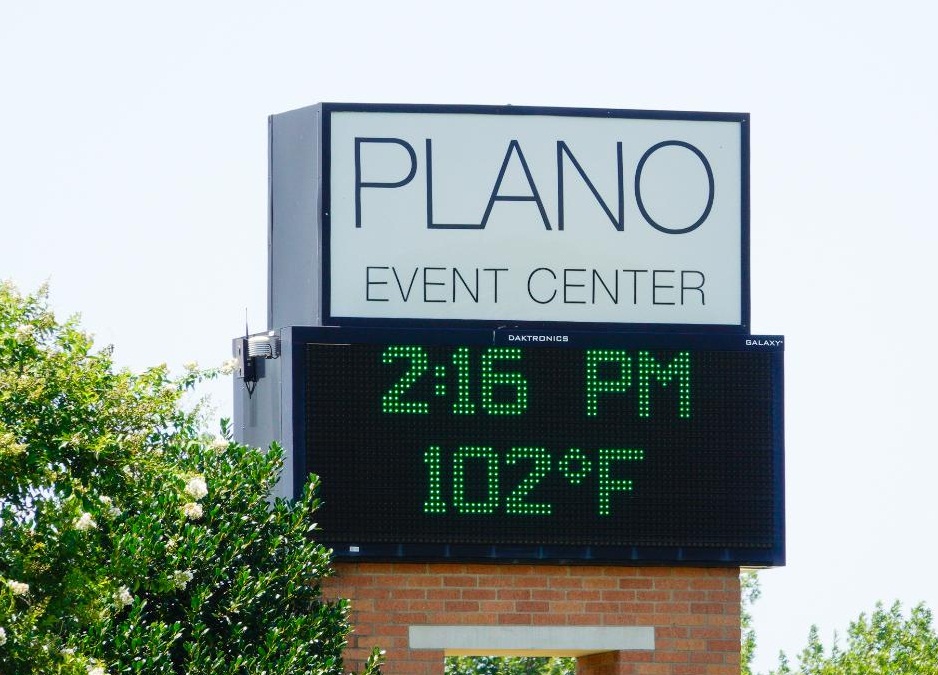 PLANO
EVENT CENTER
DAKTRONICS
GALAXY
2:16 PM
102°F